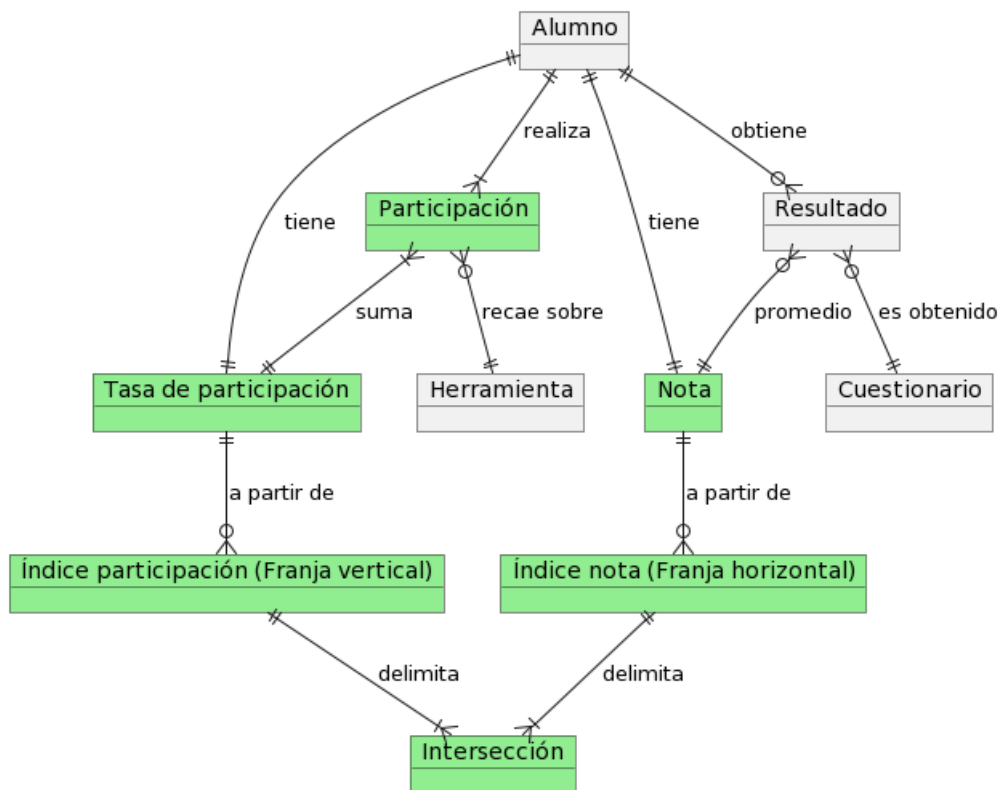 Alumno
realiza
obtiene
Participación
Resultado
tiene
tiene
suma
recae sobre
promedio
es obtenido
Tasa de participación
Herramienta
Nota
Cuestionario
a partir de
a partir de
Índice participación (Franja vertical)
Índice nota (Franja horizontal)
delimita
delimita
Intersección